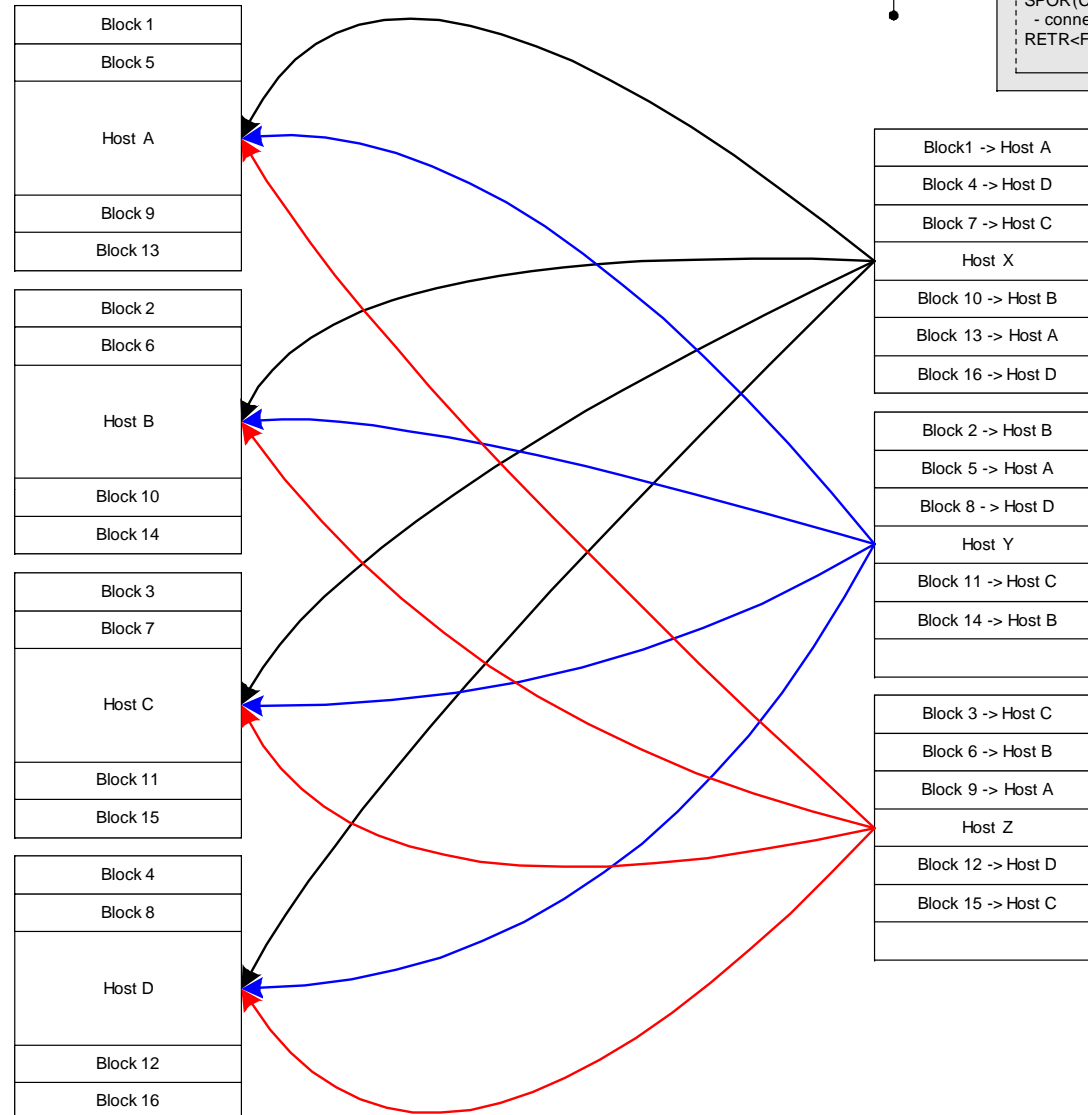 Block 1
Block 5
Host A
Block 9
Block 13
Block 2
Block 6
Host B
Block 10
Block 14
Block 3
Block 7
Host C
Block 11
Block 15
Block 4
Block 8
Host D
Block 12
Block 16
- conne
RETR<F
Block1 -> Host A
Block 4 -> Host D
Block 7 -> Host C
Host X
Block 10 -> Host B
Block 13 -> Host A
Block 16 -> Host D
Block 2 -> Host B
Block 5 -> Host A
Block 8 - > Host D
Host Y
Block 11 -> Host C
Block 14 -> Host B
Block 3 -> Host C
Block 6 -> Host B
Block 9 -> Host A
Host Z
Block 12 -> Host D
Block 15 -> Host C